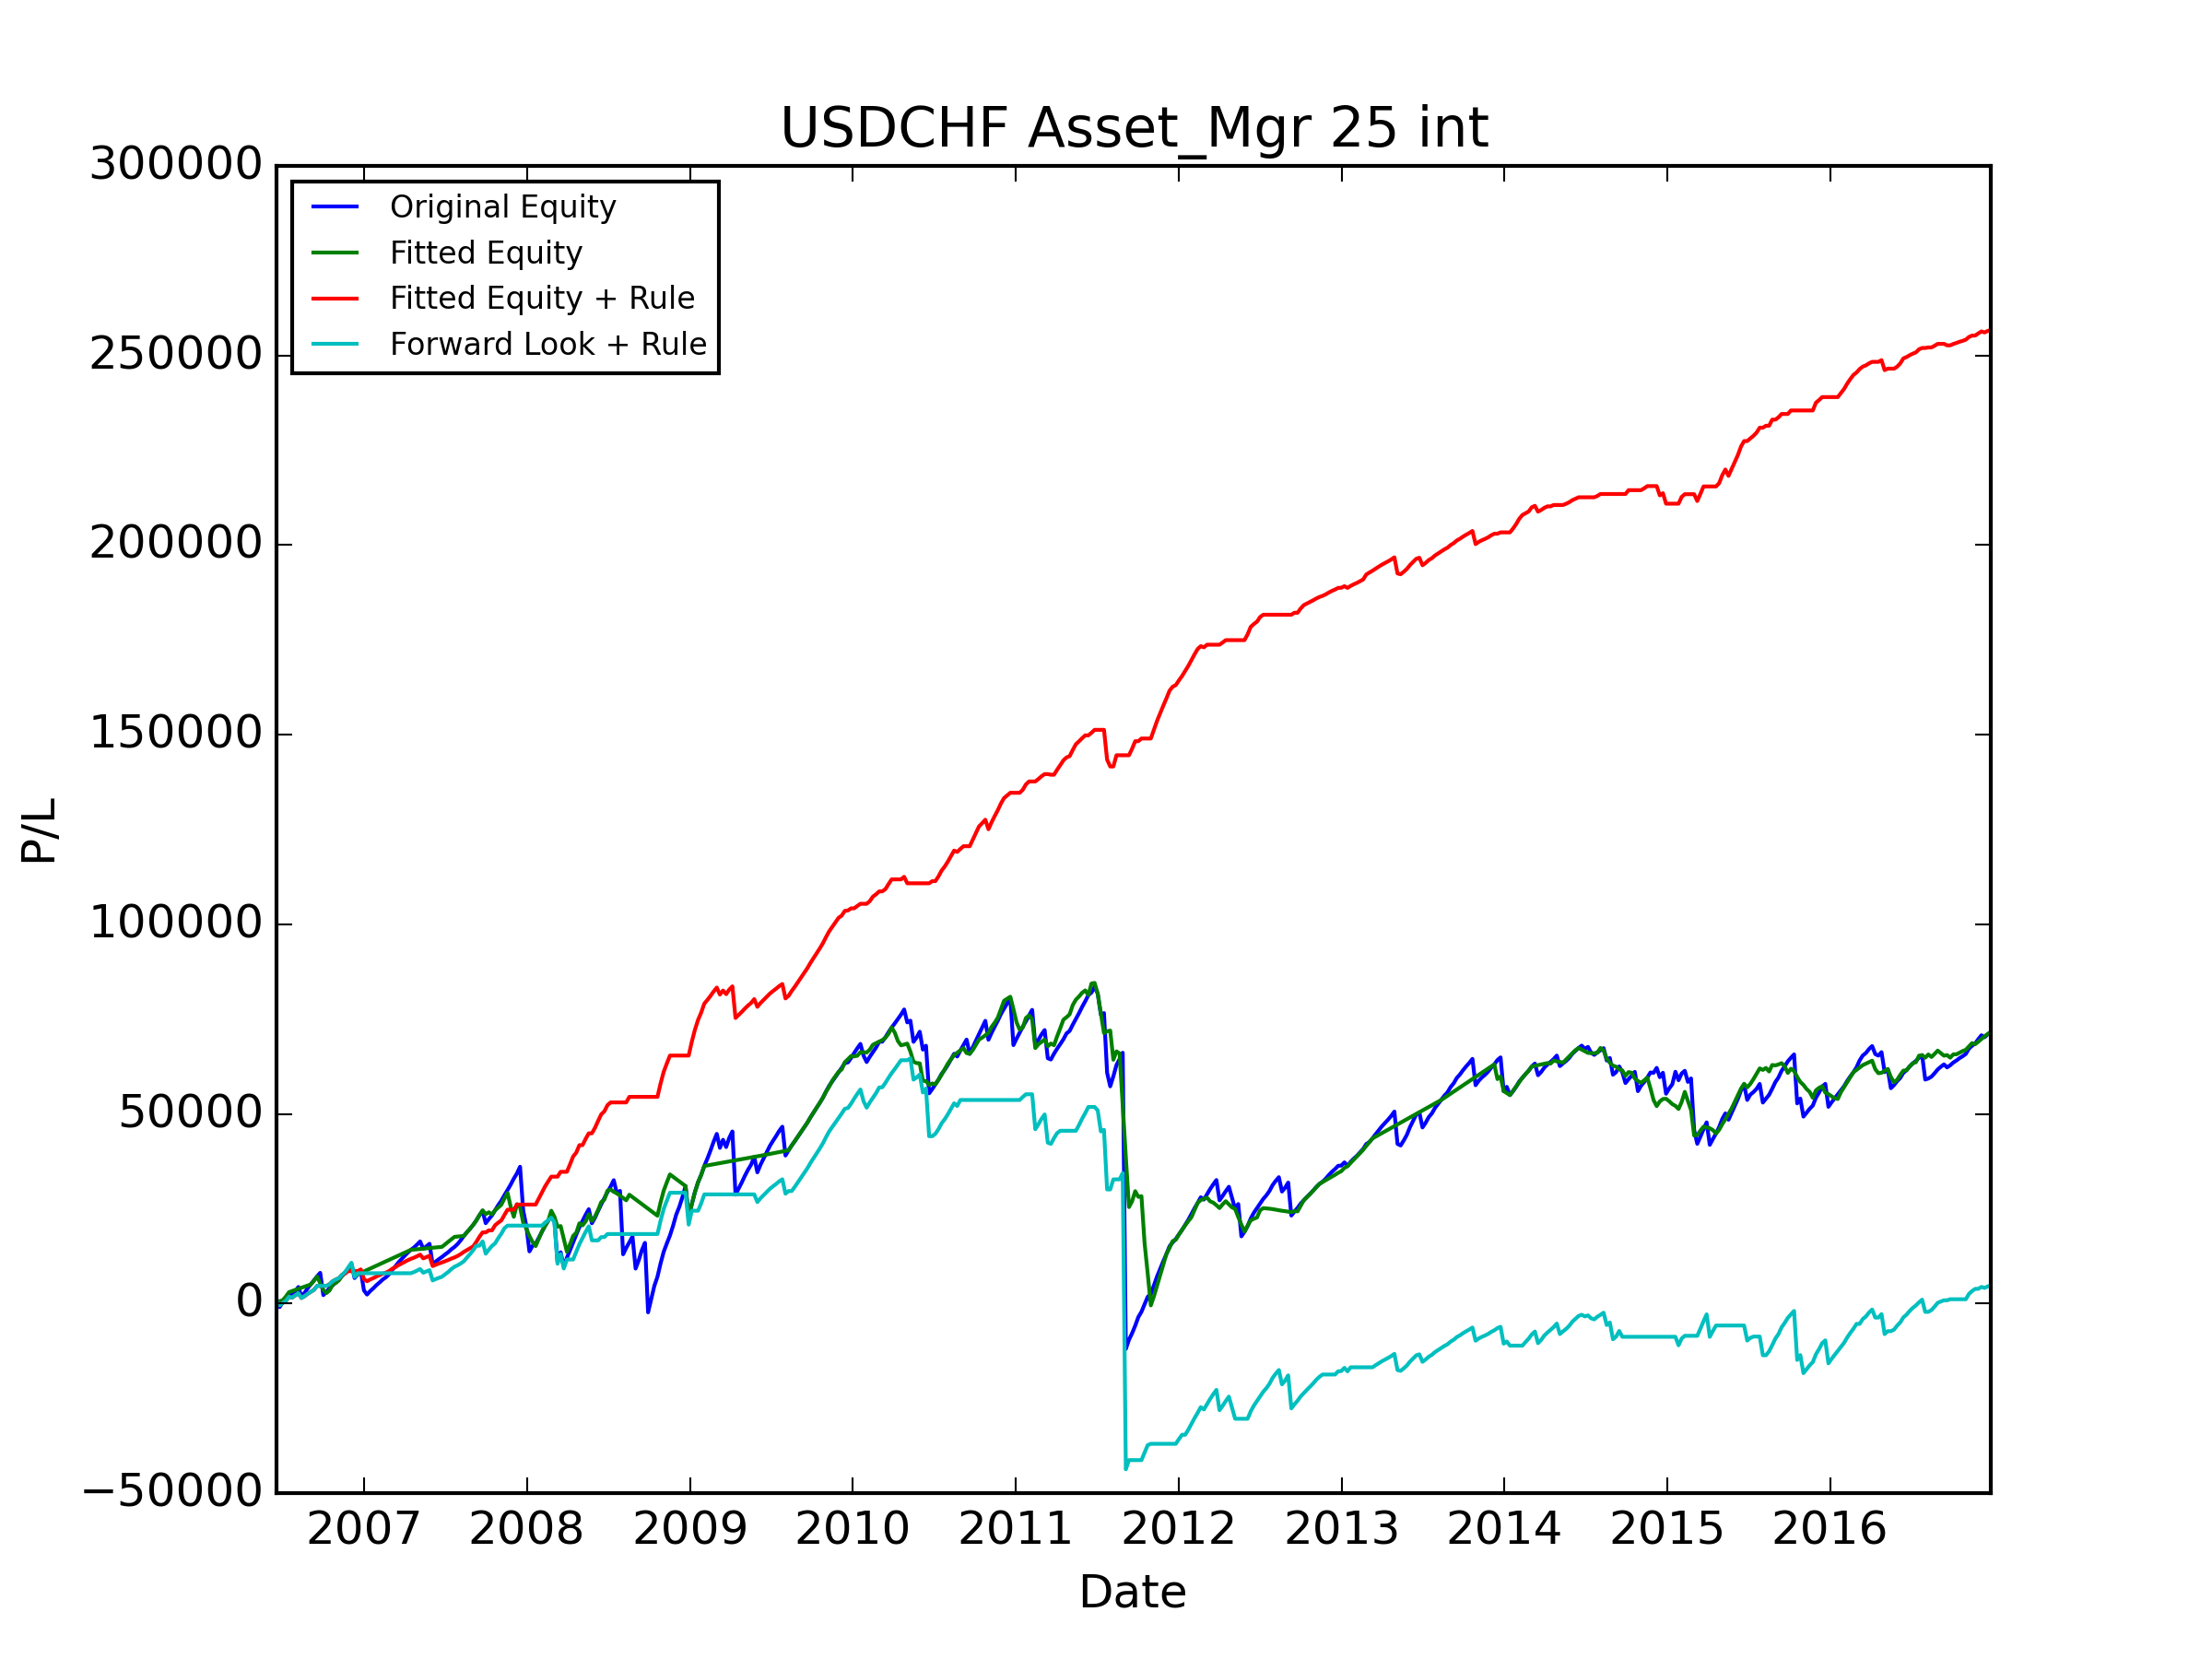 USDCHF Asset_Mgr 25 int
300000
250000
200000
150000
100000
50000
0
−50000
Original Equity
Fitted Equity
Fitted Equity + Rule
Forward Look + Rule
P/L
2007 2008 2009 2010 2011 2012 2013 2014 2015 2016
Date